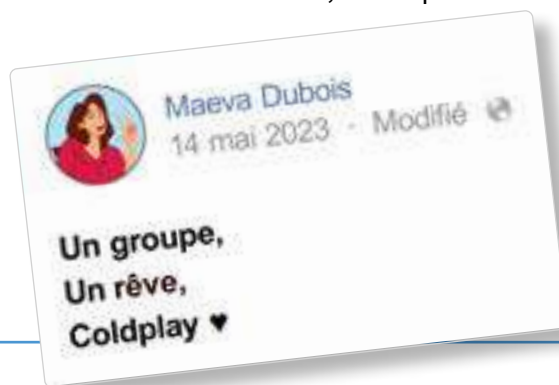 Maeva Dubois
14 mai 2023 · Modifié
Un groupe,
Un rêve,
Coldplay ♥